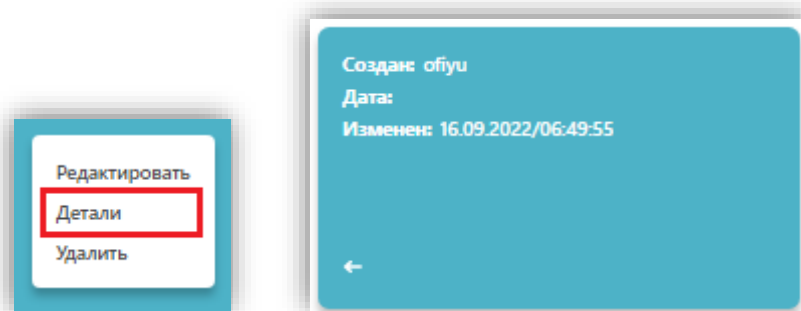 Редактировать
Детали
Удалить
Создан: ofiyu
Дата:
Изменен: 16.09.2022/06:49:55